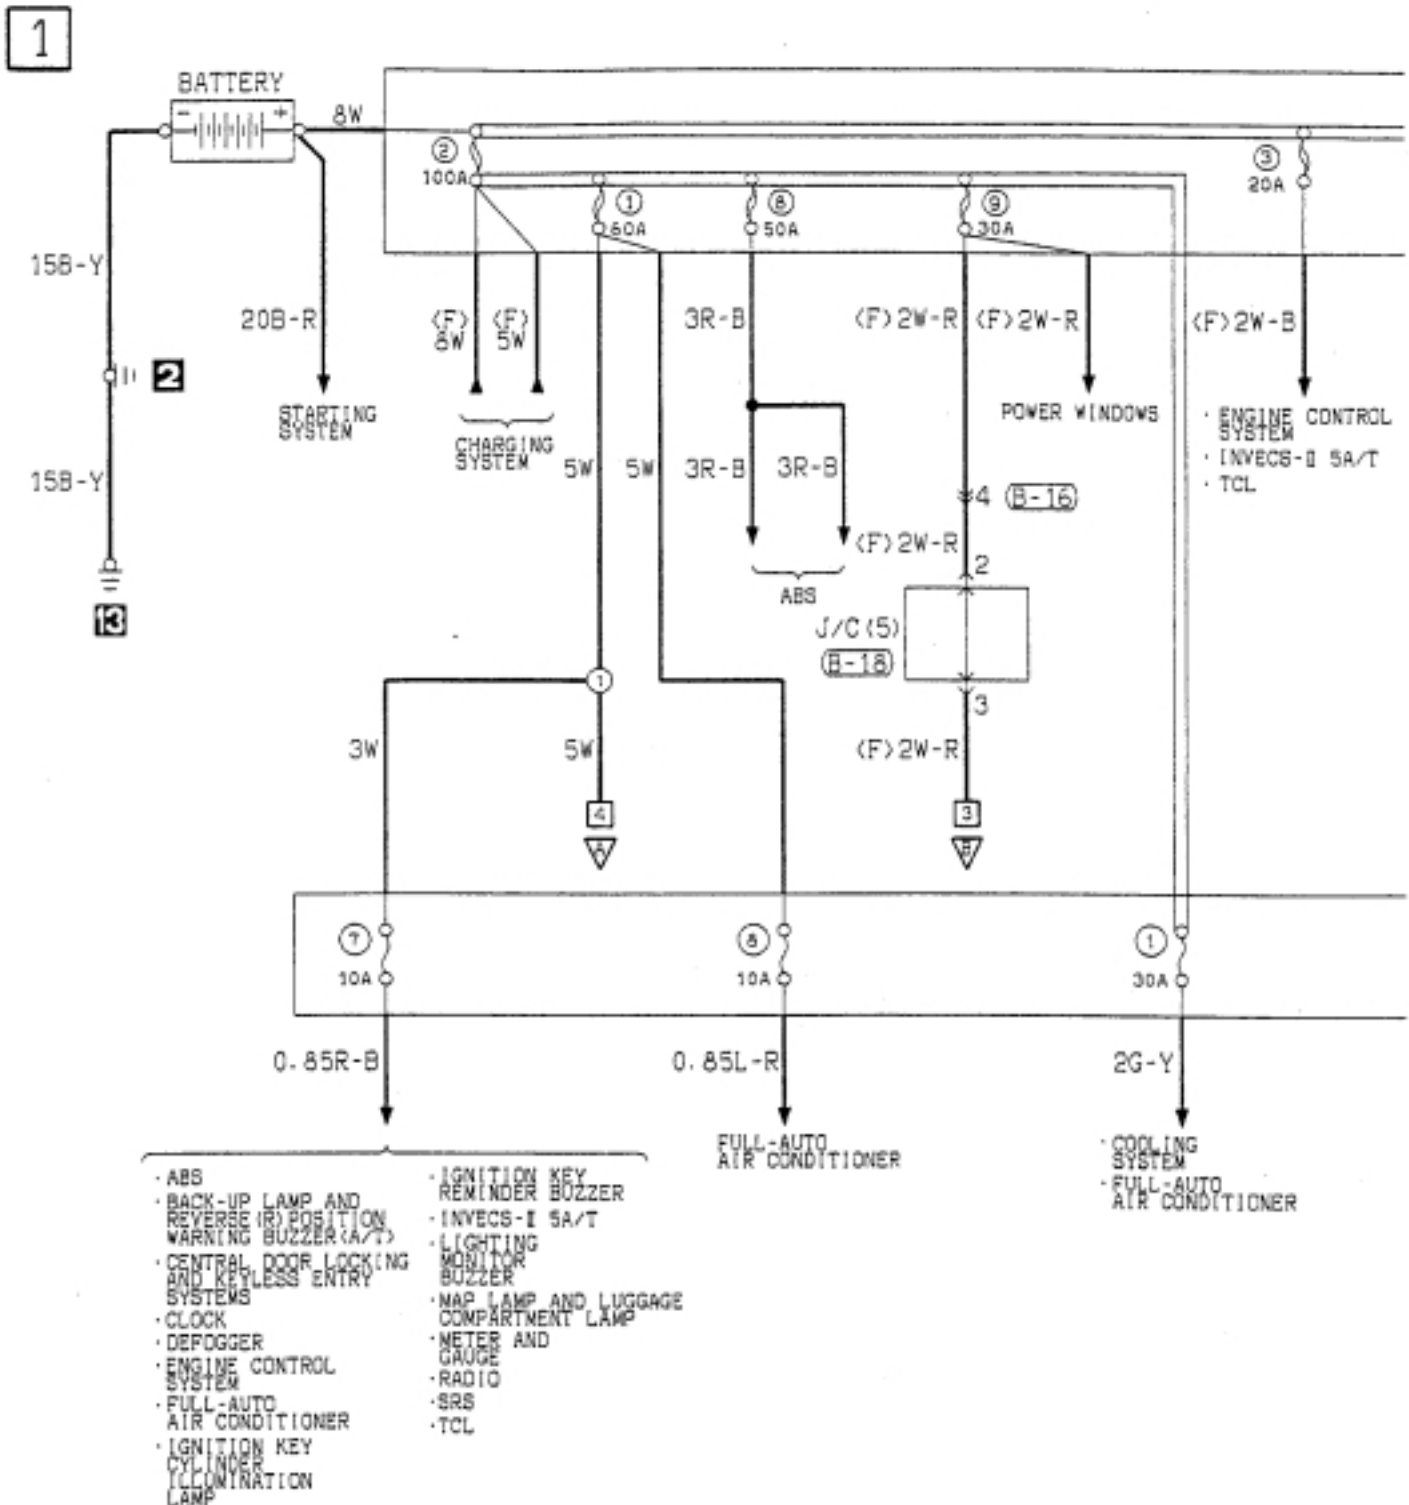 1
BATTERY
- +
8W
②
100A
①
60A
⑧
50A
⑨
30A
③
20A
15B-Y
20B-R
(F)
8W
(F)
5W
3R-B
(F)2W-R
(F)2W-R
(F)2W-B
2
STARTING
SYSTEM
CHARGING
SYSTEM
POWER WINDOWS
· ENGINE CONTROL
SYSTEM
· INVECS-Ⅱ 5A/T
· TCL
15B-Y
5W
5W
3R-B
3R-B
4
B-16
(F)2W-R
2
ABS
13
J/C(5)
B-18
①
3
3W
5W
(F)2W-R
4
3
A
B
⑦
10A
⑧
10A
①
30A
0.85R-B
0.85L-R
2G-Y
FULL-AUTO
AIR CONDITIONER
· COOLING
SYSTEM
· FULL-AUTO
AIR CONDITIONER
· ABS
· BACK-UP LAMP AND
REVERSE(R)POSITION
WARNING BUZZER(A/T)
· CENTRAL DOOR LOCKING
AND KEYLESS ENTRY
SYSTEMS
· CLOCK
· DEFOGGER
· ENGINE CONTROL
SYSTEM
· FULL-AUTO
AIR CONDITIONER
· IGNITION KEY
CYLINDER
ILLUMINATION
LAMP
· IGNITION KEY
REMINDER BUZZER
· INVECS-Ⅱ 5A/T
· LIGHTING
MONITOR
BUZZER
· MAP LAMP AND LUGGAGE
COMPARTMENT LAMP
· METER AND
GAUGE
· RADIO
· SRS
· TCL